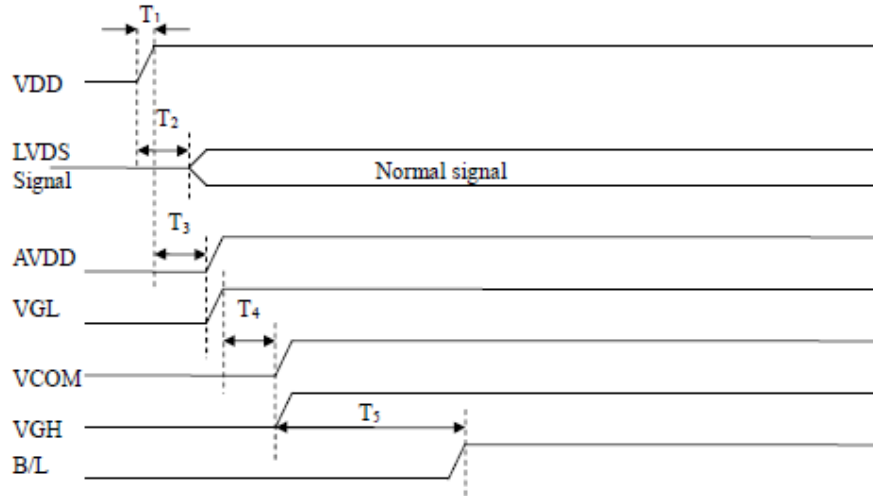 T₁
VDD
T₂
LVDS
Signal
Normal signal
T₃
AVDD
VGL
T₄
VCOM
T₅
VGH
B/L